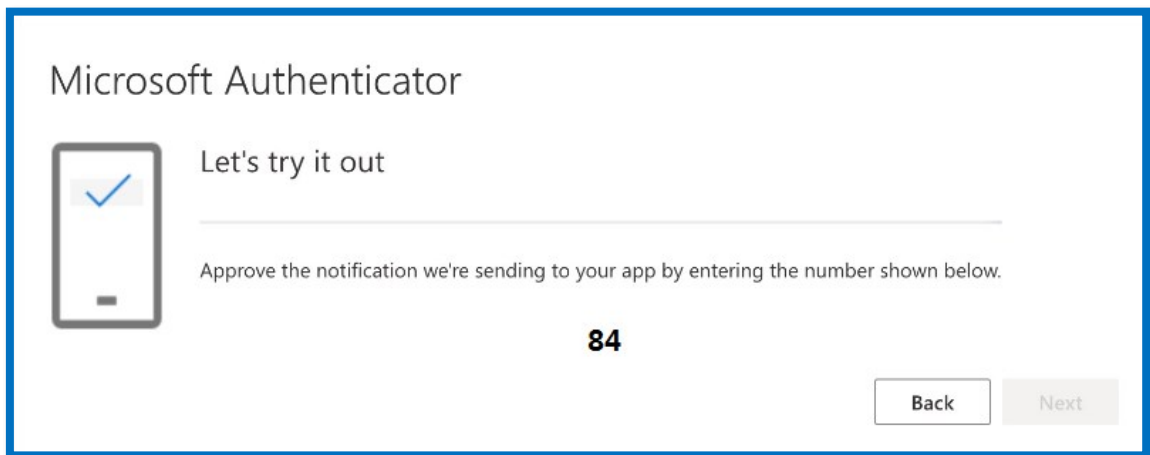 Microsoft Authenticator
Let's try it out
Approve the notification we're sending to your app by entering the number shown below.
84
Back
Next